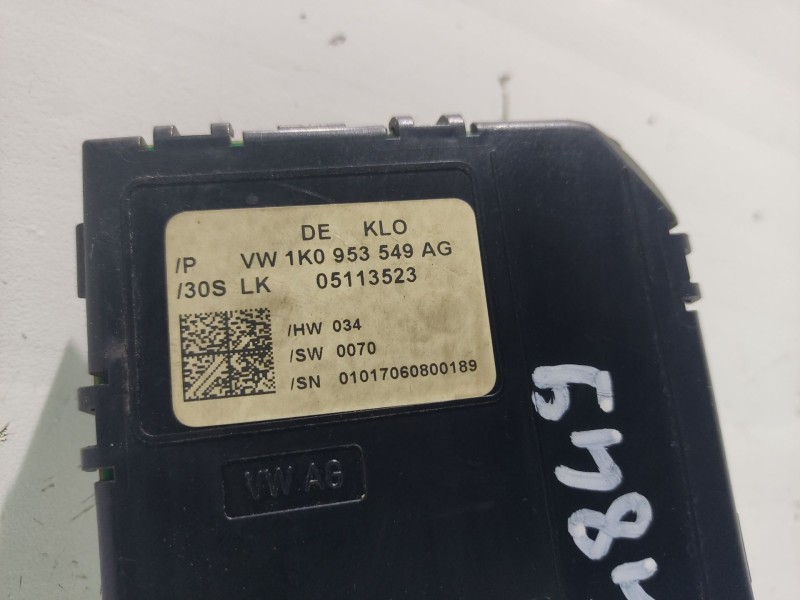 DE KLO
/P VW 1K0 953 549 AG
/30S LK 05113523
/HW 034
/SW 0070
/SN 01017060800189
VW AG